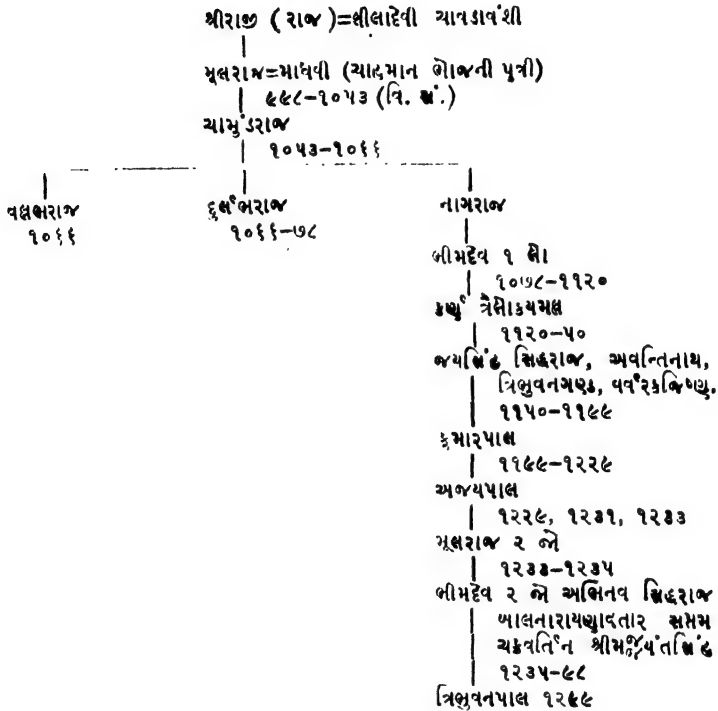 શ્રીરાજી ( રાજ )=લીલાદેવી ચાવડાવંશી
મૂલરાજ=માધવી (ચાહમાન ભોજની પુત્રી)
૯૯૮-૧૦૫૩ (વિ. સં.)
ચામુંડરાજ
૧૦૫૩-૧૦૬૬
વલ્લભરાજ
૧૦૬૬
દુર્લભરાજ
૧૦૬૬-૭૮
નાગરાજ
ભીમદેવ ૧ લો
૧૦૭૮-૧૧૨૦
કર્ણ ત્રૈલોક્યમલ્લ
૧૧૨૦-૫૦
જયસિંહ સિદ્ધરાજ, અવન્તિનાથ,
ત્રિભુવનગણ્ડ, બર્બરકજિષ્ણુ.
૧૧૫૦-૧૧૯૯
કુમારપાલ
૧૧૯૯-૧૨૨૯
અજયપાલ
૧૨૨૯, ૧૨૩૧, ૧૨૩૩
મૂલરાજ ૨ જો
૧૨૩૩-૧૨૩૫
ભીમદેવ ૨ જો અભિનવ સિદ્ધરાજ
બાલનારાયણાવતાર સપ્તમ
ચક્રવર્તિન શ્રીમજ્જયંતસિંહ
૧૨૩૫-૯૮
ત્રિભુવનપાલ ૧૨૯૯